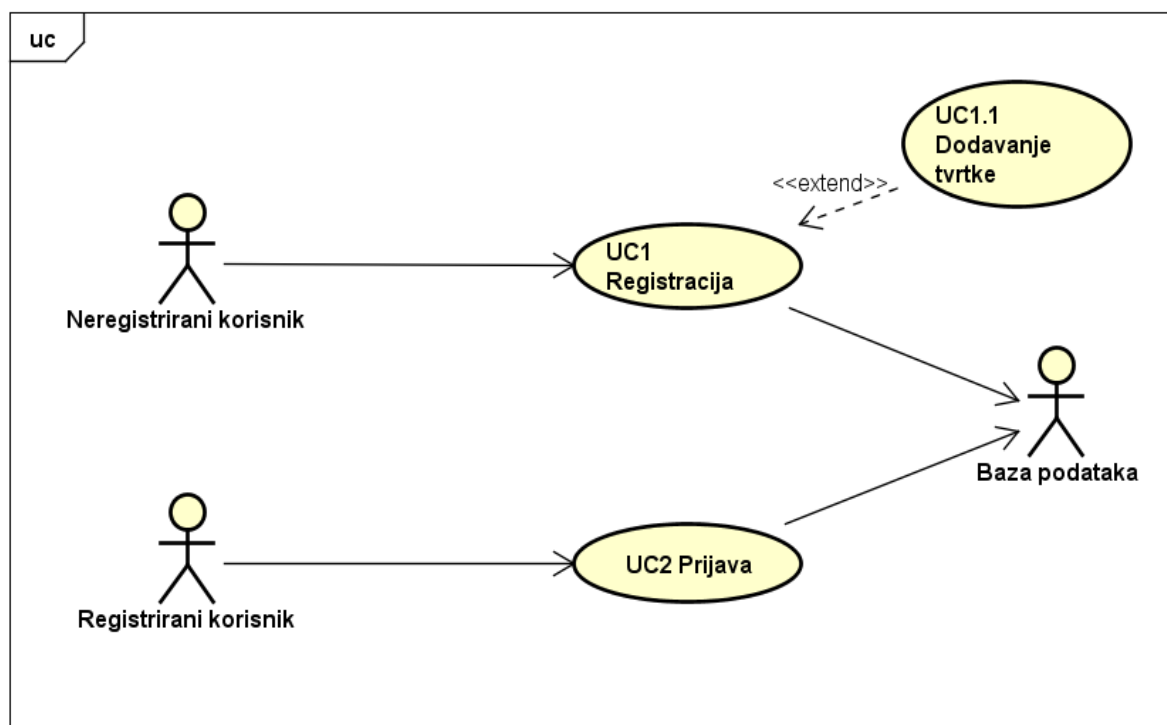 uc
UC1.1
Dodavanje
tvrtke
<<extend>>
UC1
Registracija
Neregistrirani korisnik
Baza podataka
UC2 Prijava
Registrirani korisnik